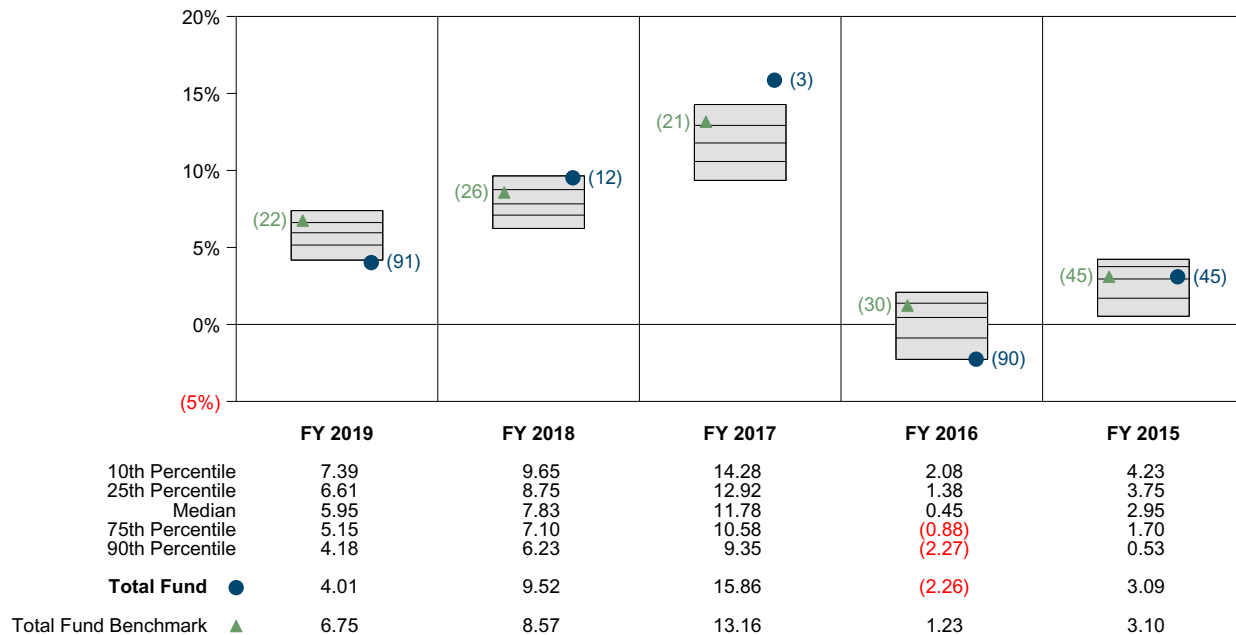 20%
15%
10%
5%
0%
(5%)
(22)
(91)
(26)
(12)
(21)
(3)
(30)
(90)
(45)
(45)
FY 2019 FY 2018 FY 2017 FY 2016 FY 2015
10th Percentile 7.39 9.65 14.28 2.08 4.23
25th Percentile 6.61 8.75 12.92 1.38 3.75
Median 5.95 7.83 11.78 0.45 2.95
75th Percentile 5.15 7.10 10.58 (0.88) 1.70
90th Percentile 4.18 6.23 9.35 (2.27) 0.53
Total Fund 4.01 9.52 15.86 (2.26) 3.09
Total Fund Benchmark 6.75 8.57 13.16 1.23 3.10